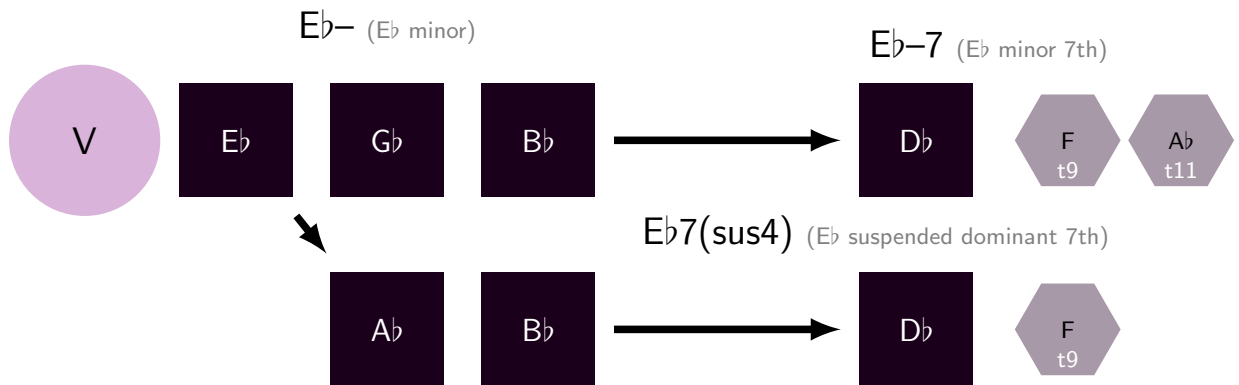 E♭– (E♭ minor)
E♭–7 (E♭ minor 7th)
V E♭ G♭ B♭ D♭ F A♭
t9 t11
E♭7(sus4) (E♭ suspended dominant 7th)
A♭ B♭ D♭ F
t9